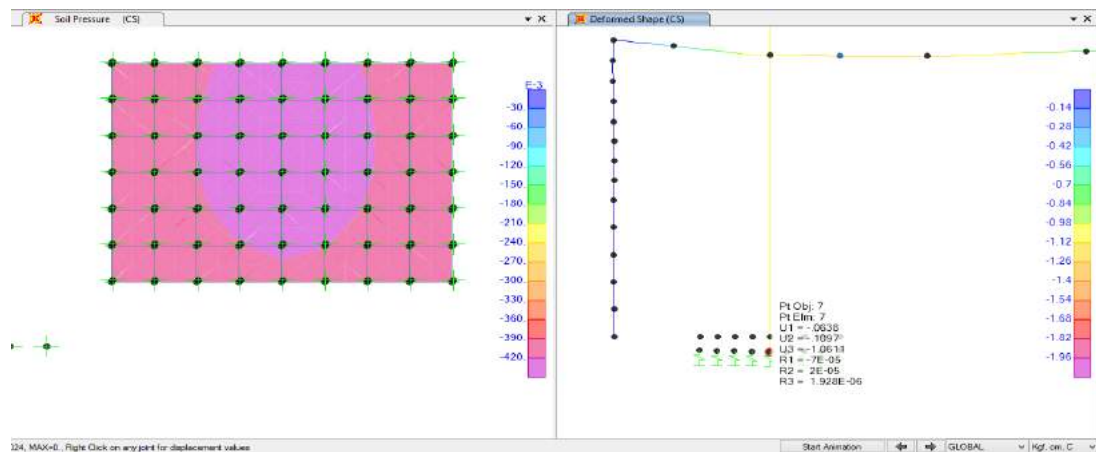 Soil Pressure (CS)
Deformed Shape (CS)
E-3
-30.
-60.
-90.
-120.
-150.
-180.
-210.
-240.
-270.
-300.
-330.
-360.
-390.
-420.
-0.14
-0.28
-0.42
-0.56
-0.7
-0.84
-0.98
-1.12
-1.26
-1.4
-1.54
-1.68
-1.82
-1.96
Pt Obj: 7
Pt Elm: 7
U1 = -.0638
U2 = -.1097
U3 = -1.0611
R1 = -7E-05
R2 = 2E-05
R3 = 1.928E-06
024, MAX=0., Right Click on any joint for displacement values
Start Animation
GLOBAL
Kgf, cm, C